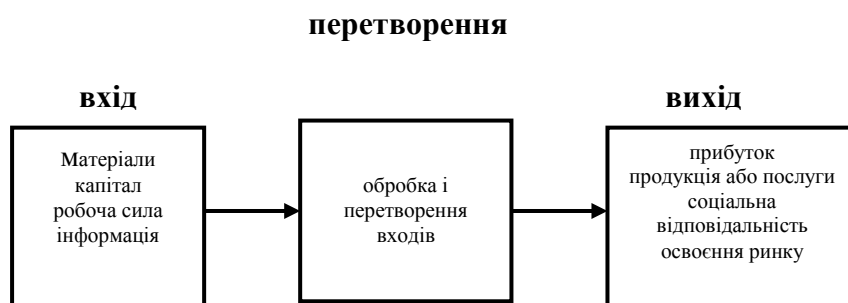 перетворення
вхід
Матеріали
капітал
робоча сила
інформація
обробка і
перетворення
входів
вихід
прибуток
продукція або послуги
соціальна
відповідальність
освоєння ринку